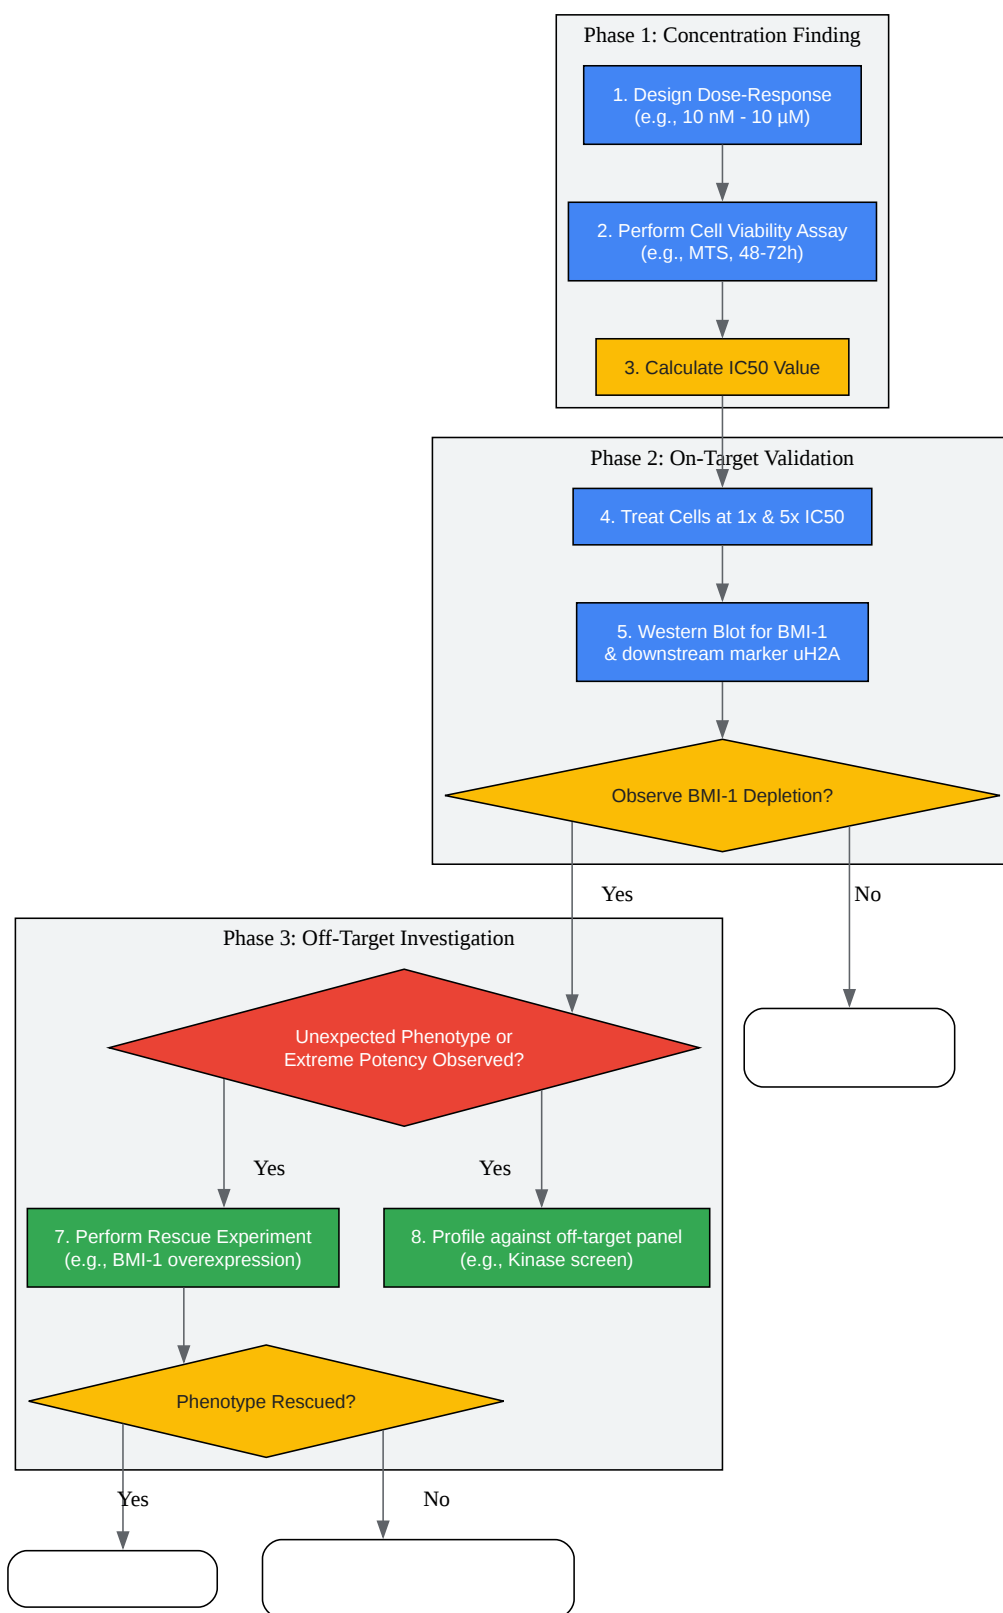 Phase 1: Concentration Finding
1. Design Dose-Response
(e.g., 10 nM - 10 µM)
2. Perform Cell Viability Assay
(e.g., MTS, 48-72h)
3. Calculate IC50 Value
Phase 2: On-Target Validation
4. Treat Cells at 1x & 5x IC50
5. Western Blot for BMI-1
& downstream marker uH2A
Observe BMI-1 Depletion?
Yes
No
Phase 3: Off-Target Investigation
Unexpected Phenotype or
Extreme Potency Observed?
Yes
Yes
7. Perform Rescue Experiment
(e.g., BMI-1 overexpression)
8. Profile against off-target panel
(e.g., Kinase screen)
Phenotype Rescued?
Yes
No